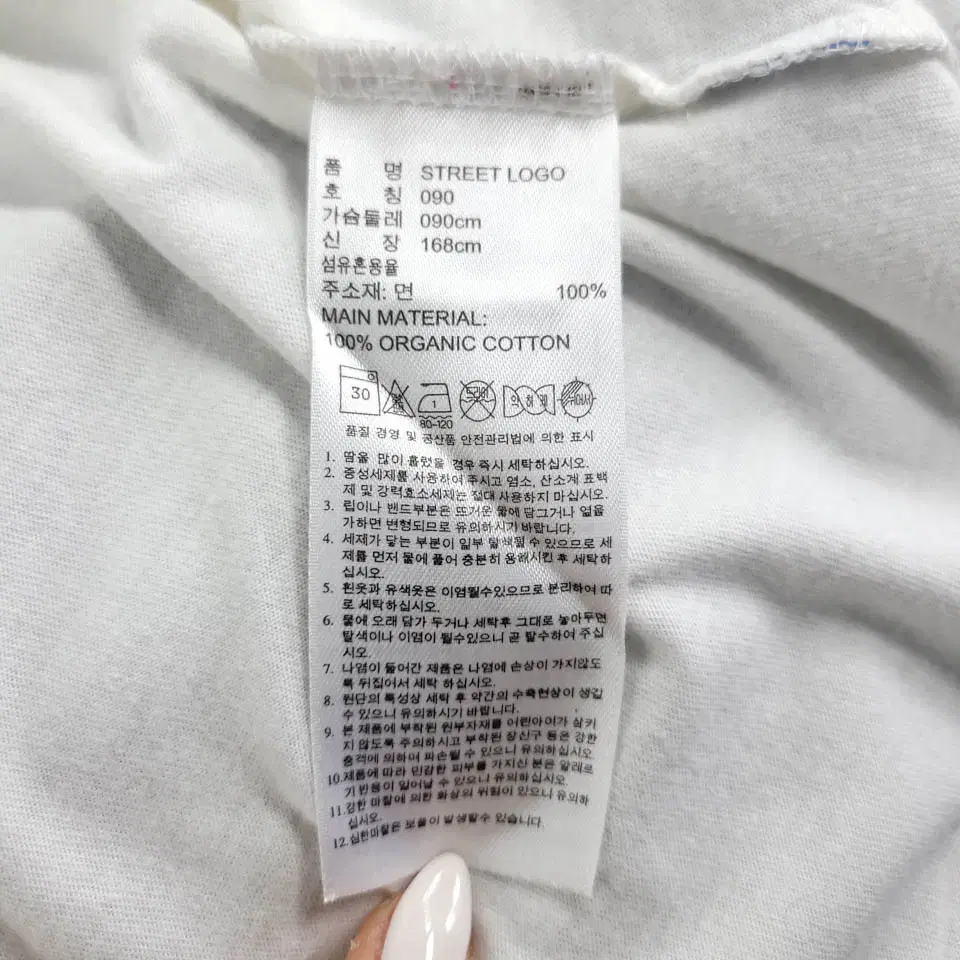 품 명 STREET LOGO
호 칭 090
가슴둘레 090cm
신 장 168cm
섬유혼용율
주소재: 면 100%
MAIN MATERIAL:
100% ORGANIC COTTON
30 1 80-120 드라이 약하게
품질 경영 및 공산품 안전관리법에 의한 표시
1. 땀을 많이 흘렸을 경우 즉시 세탁하십시오.
2. 중성세제를 사용하여 주시고 염소, 산소계 표백
제 및 강력효소세제는 절대 사용하지 마십시오.
3. 립이나 밴드부분은 뜨거운 물에 담그거나 열을
가하면 변형되므로 유의하시기 바랍니다.
4. 세제가 닿는 부분이 일부 탈색될 수 있으므로 세
제를 먼저 물에 풀어 충분히 용해시킨 후 세탁하
십시오.
5. 흰옷과 유색옷은 이염될수있으므로 분리하여 따
로 세탁하십시오.
6. 물에 오래 담가 두거나 세탁후 그대로 놓아두면
탈색이나 이염이 될수있으니 곧 탈수하여 주십
시오.
7. 나염이 들어간 제품은 나염에 손상이 가지않도
록 뒤집어서 세탁 하십시오.
8. 원단의 특성상 세탁 후 약간의 수축현상이 생길
수 있으니 유의하시기 바랍니다.
9. 본 제품에 부착된 원부자재를 어린아이가 삼키
지 않도록 주의하시고 부착된 장신구 등은 강한
충격에 의하여 파손될 수 있으니 유의하십시오
10.제품에 따라 민감한 피부를 가지신 분은 알레르
기 반응이 일어날 수 있으니 유의하십시오.
11.강한 마찰에 의한 화상의 위험이 있으니 유의하
십시오.
12.심한마찰은 보풀이 발생할수 있습니다.